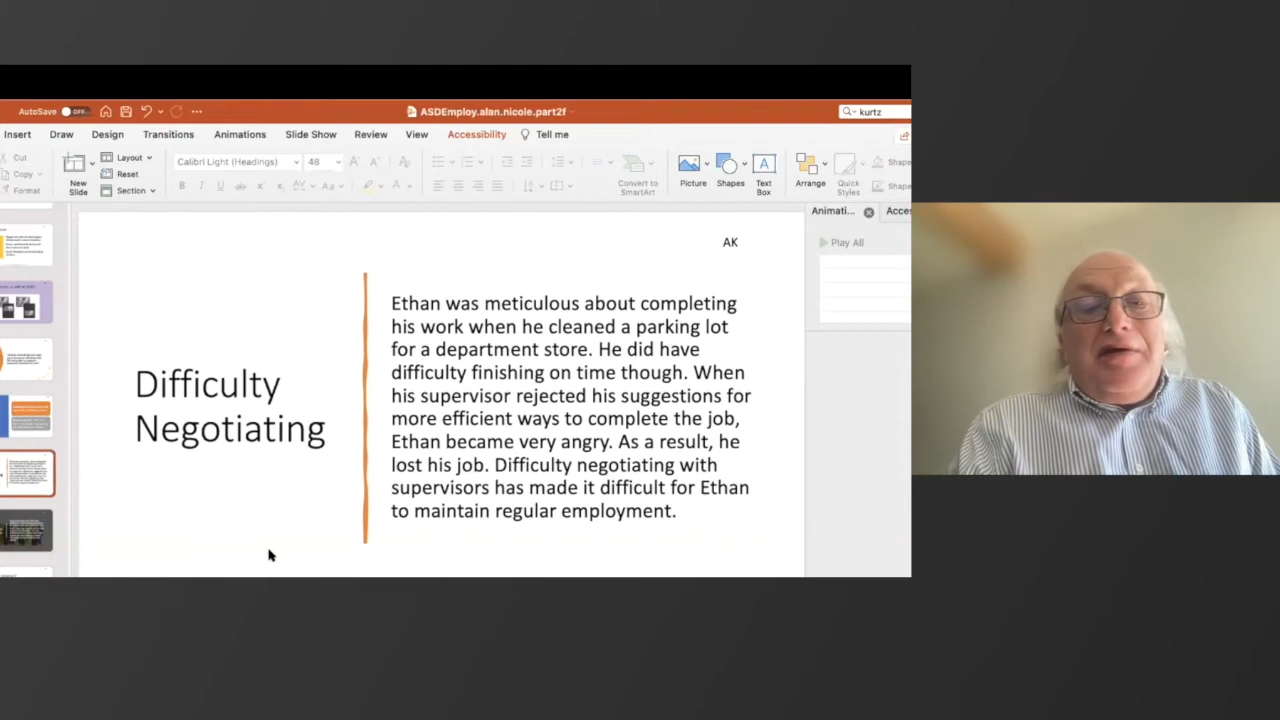 AutoSave OFF
ASDEmploy.alan.nicole.part2f
kurtz
Insert Draw Design Transitions Animations Slide Show Review View Accessibility Tell me
Cut
Copy
Format
New Slide
Layout
Reset
Section
Calibri Light (Headings) 48
Convert to SmartArt
Picture
Shapes
Text Box
Arrange
Quick Styles
Shape
Shape
Animati...
Acces
Play All
AK
Difficulty
Negotiating
Ethan was meticulous about completing
his work when he cleaned a parking lot
for a department store. He did have
difficulty finishing on time though. When
his supervisor rejected his suggestions for
more efficient ways to complete the job,
Ethan became very angry. As a result, he
lost his job. Difficulty negotiating with
supervisors has made it difficult for Ethan
to maintain regular employment.